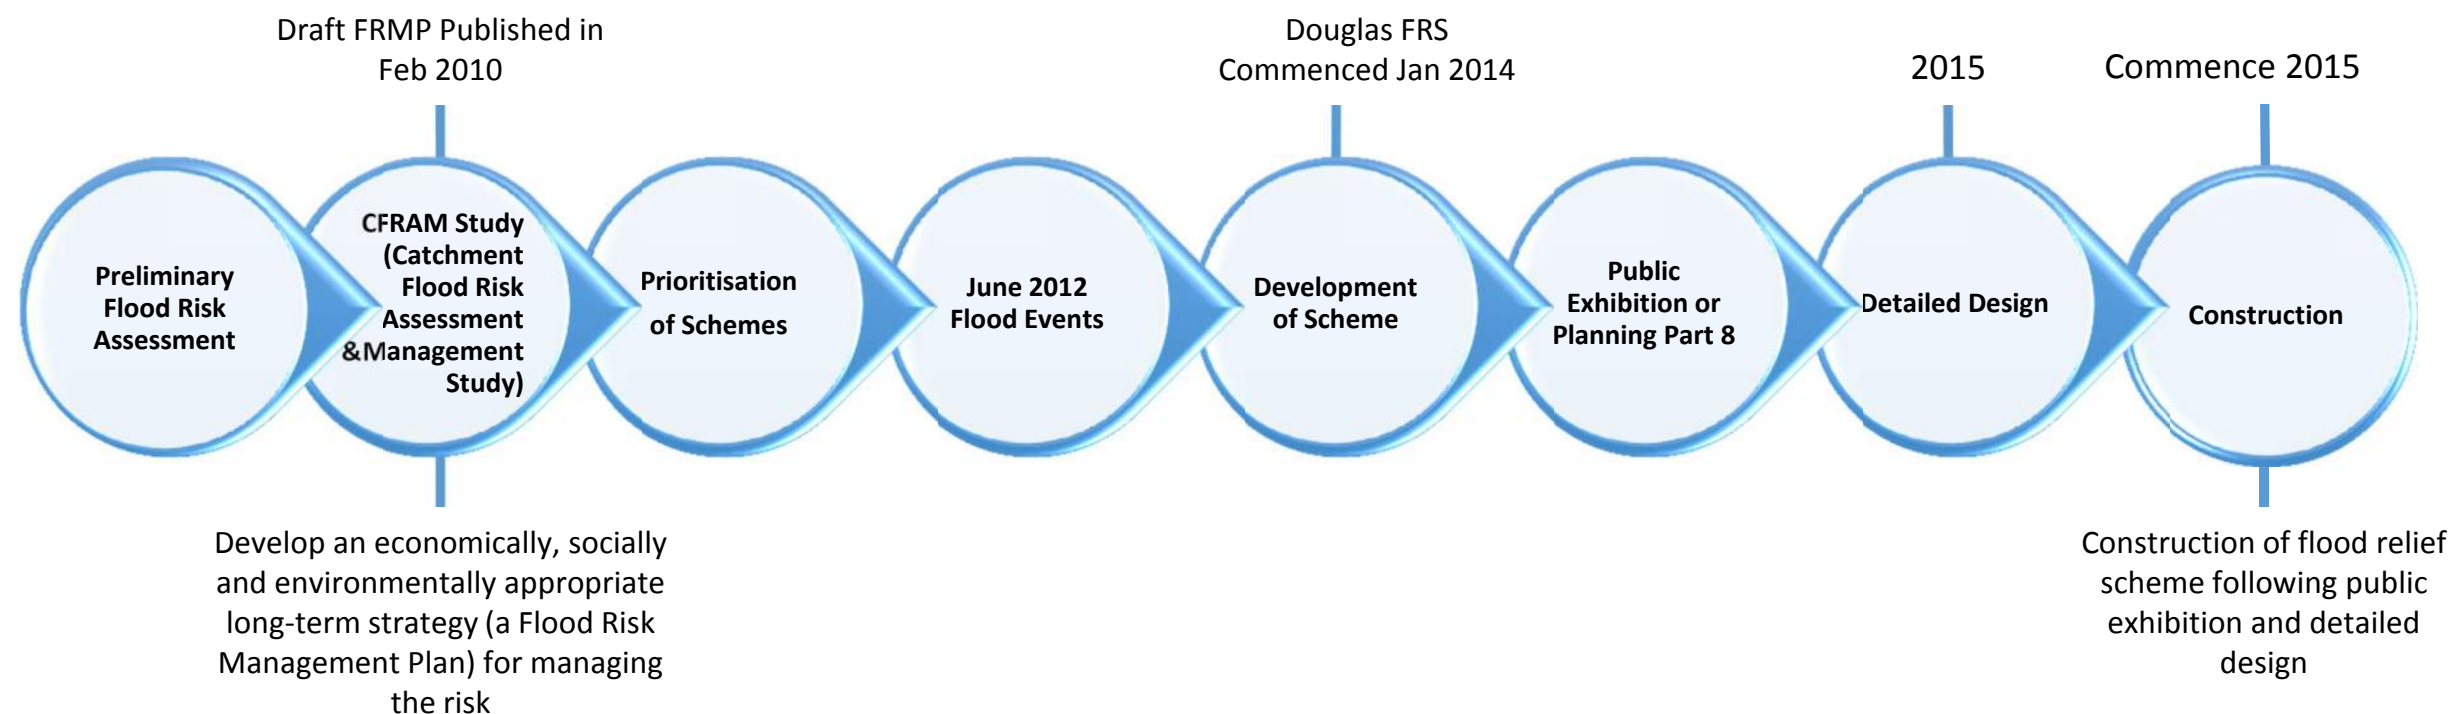 Draft FRMP Published in
Feb 2010
Douglas FRS
Commenced Jan 2014
2015
Commence 2015
Preliminary
Flood Risk
Assessment
CFRAM Study
(Catchment
Flood Risk
Assessment
&Management
Study)
Prioritisation
of Schemes
June 2012
Flood Events
Development
of Scheme
Public
Exhibition or
Planning Part 8
Detailed Design
Construction
Develop an economically, socially
and environmentally appropriate
long-term strategy (a Flood Risk
Management Plan) for managing
the risk
Construction of flood relief
scheme following public
exhibition and detailed
design